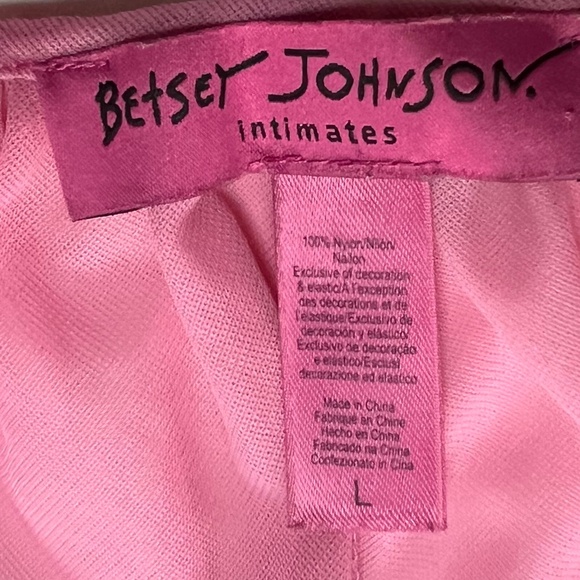 BEtSEY JOHNSON.
intimates
100% Nylon/Nilón/
Nailon
Exclusive of decoration
& elastic/A l'exception
des décorations et de
l'elastique/Exclusivo de
decoración y elástico/
Exclusivo de decoração
e elástico/Esclusi
decorazione ed elastico
Made in China
Fabriqué en Chine
Hecho en China
Fabricado na China
Confezionato in Cina
L